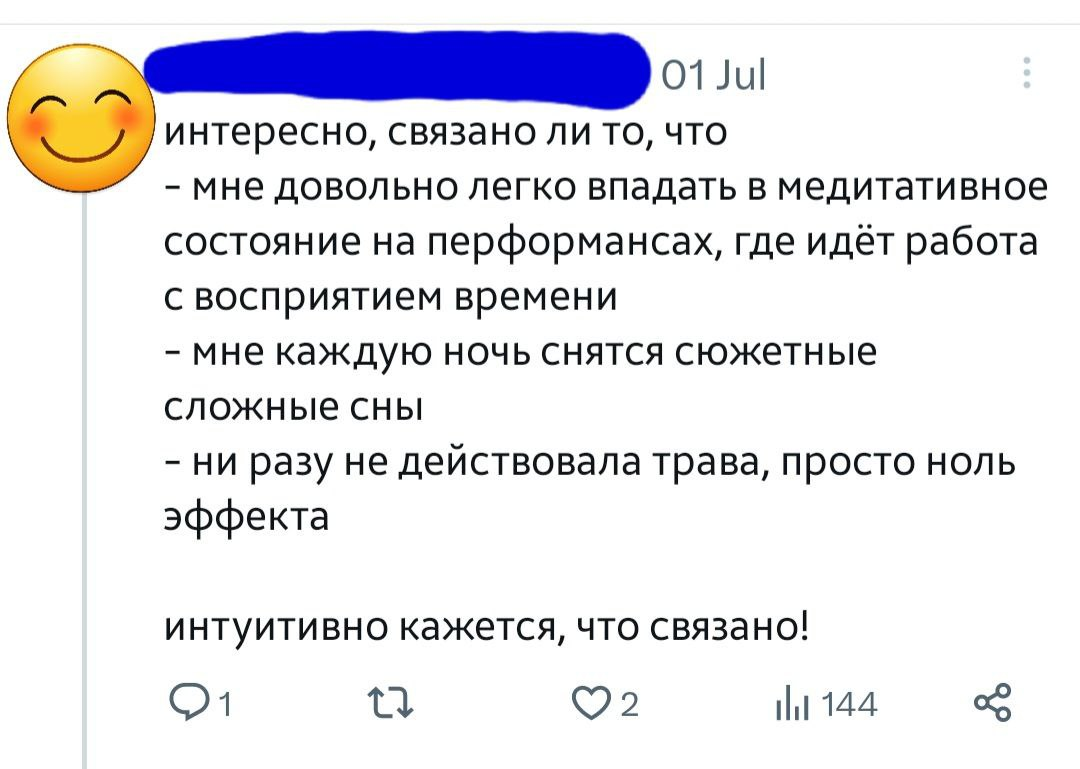 01 Jul
интересно, связано ли то, что
– мне довольно легко впадать в медитативное
состояние на перформансах, где идёт работа
с восприятием времени
– мне каждую ночь снятся сюжетные
сложные сны
– ни разу не действовала трава, просто ноль
эффекта
интуитивно кажется, что связано!
1 2 144